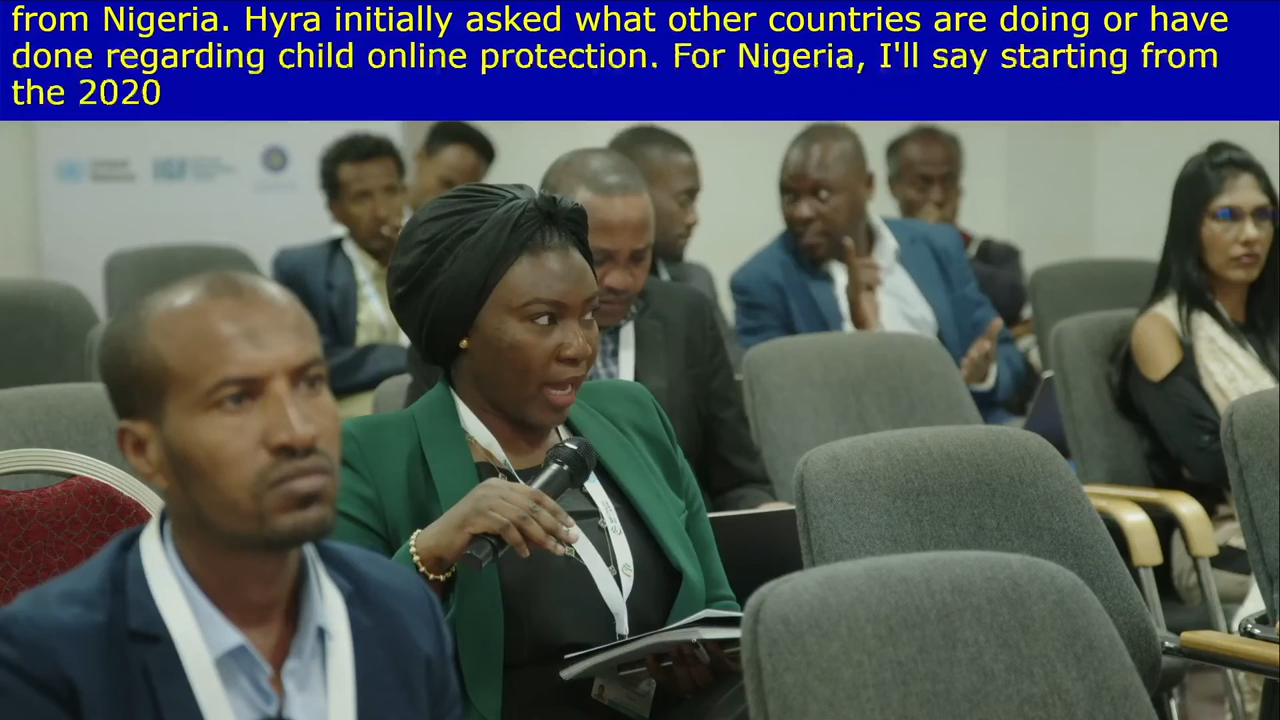 from Nigeria. Hyra initially asked what other countries are doing or have
done regarding child online protection. For Nigeria, I'll say starting from
the 2020